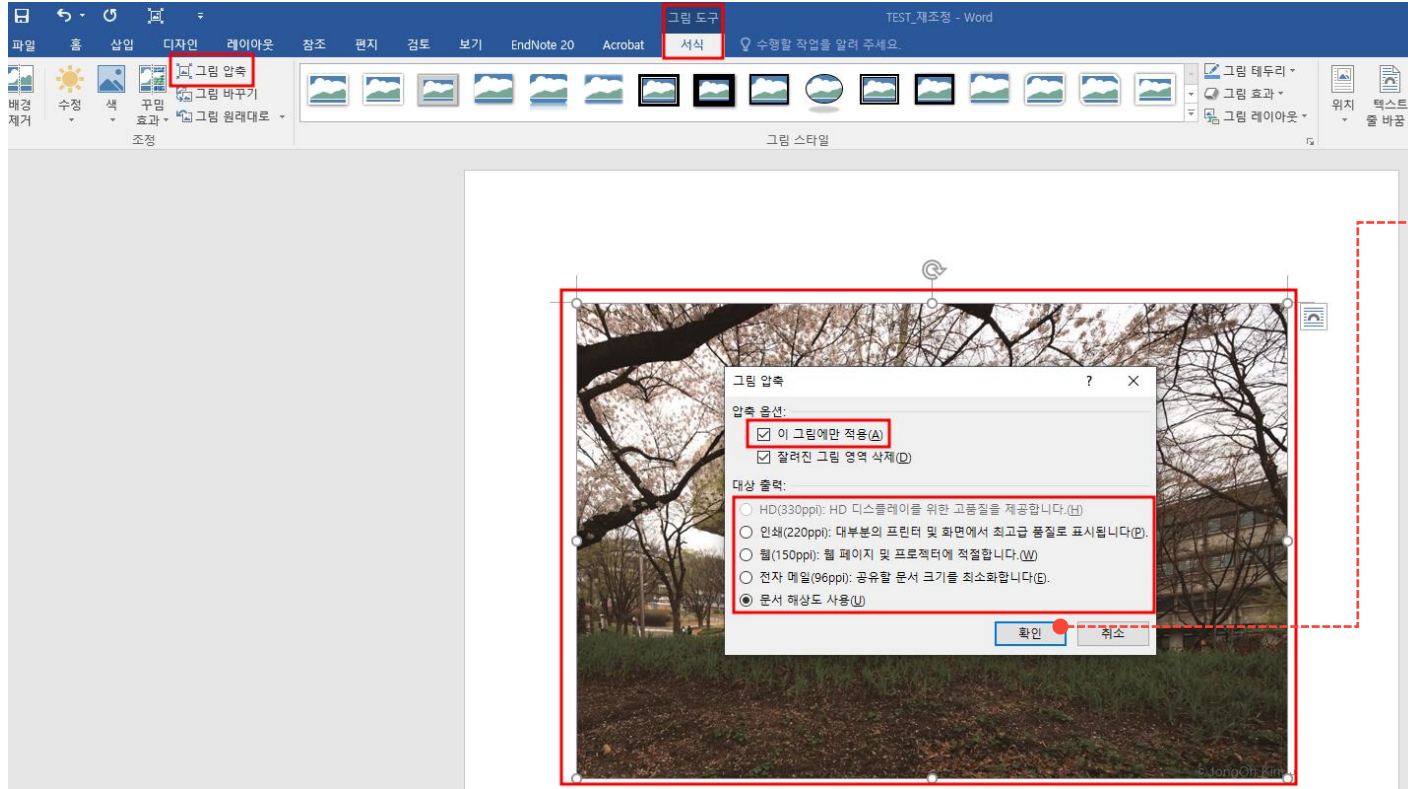 그림 도구
TEST_재조정 - Word
파일 홈 삽입 디자인 레이아웃 참조 편지 검토 보기 EndNote 20 Acrobat 서식 수행할 작업을 알려 주세요.
배경
제거
수정
색
꾸밈
효과
그림 압축
그림 바꾸기
그림 원래대로
조정
그림 스타일
그림 테두리
그림 효과
그림 레이아웃
위치
텍스트
줄 바꿈
그림 압축 ?
압축 옵션:
이 그림에만 적용(A)
잘려진 그림 영역 삭제(D)
대상 출력:
HD(330ppi): HD 디스플레이를 위한 고품질을 제공합니다.(H)
인쇄(220ppi): 대부분의 프린터 및 화면에서 최고급 품질로 표시됩니다(P).
웹(150ppi): 웹 페이지 및 프로젝터에 적절합니다.(W)
전자 메일(96ppi): 공유할 문서 크기를 최소화합니다(E).
문서 해상도 사용(U)
확인 취소
©JongOh Kim